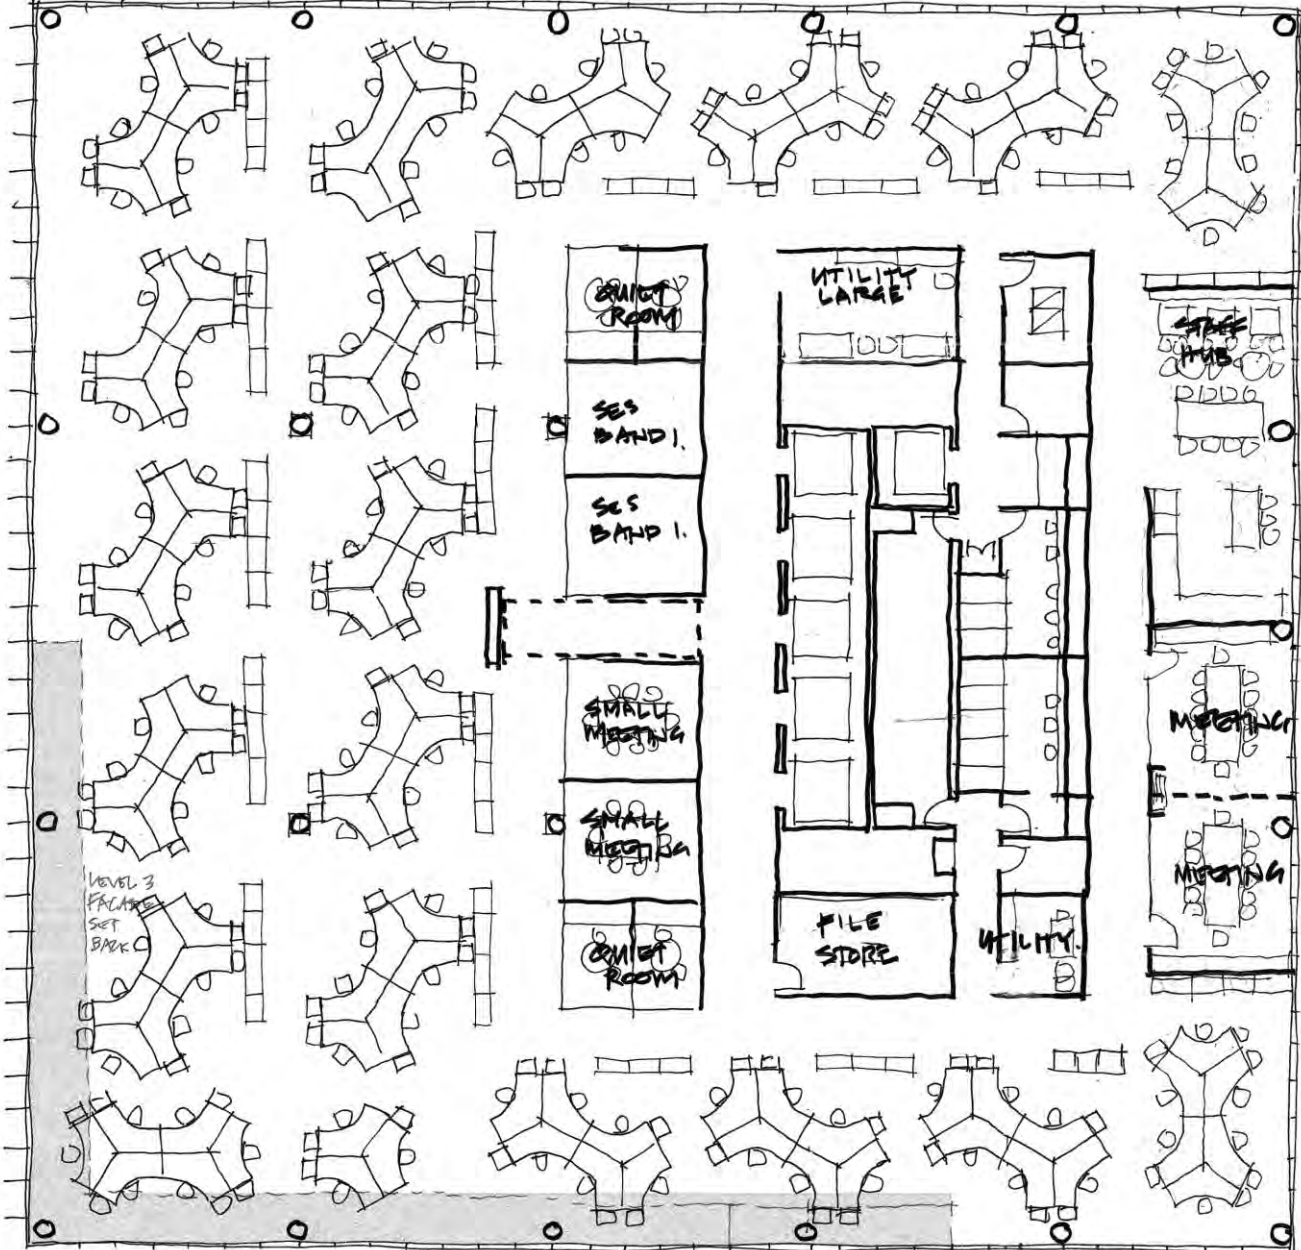 QUIET
ROOM
UTILITY
LARGE
STAFF
HUB
SES
BAND 1.
SES
BAND 1.
SMALL
MEETING
MEETING
SMALL
MEETING
MEETING
LEVEL 3
FACADE
SET
BACK
FILE
STORE
UTILITY.
QUIET
ROOM